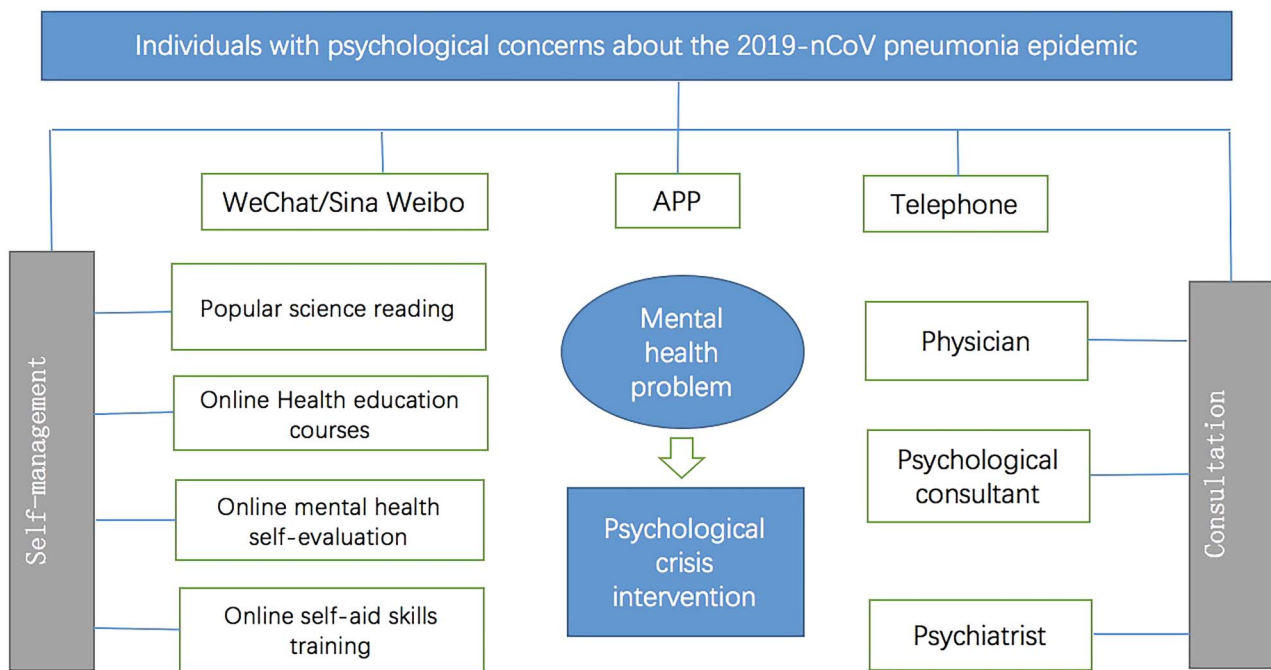 Individuals with psychological concerns about the 2019-nCoV pneumonia epidemic
WeChat/Sina Weibo
APP
Telephone
Self-management
Popular science reading
Online Health education
courses
Online mental health
self-evaluation
Online self-aid skills
training
Mental
health
problem
Psychological
crisis
intervention
Physician
Psychological
consultant
Psychiatrist
Consultation